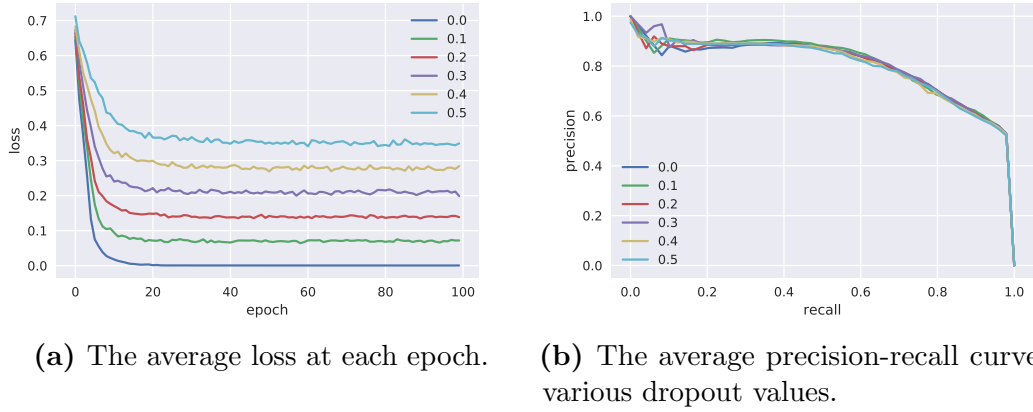 0.7
0.6
0.5
0.4
0.3
0.2
0.1
0.0
loss
0.0
0.1
0.2
0.3
0.4
0.5
0 20 40 60 80 100
epoch
1.0
0.8
0.6
0.4
0.2
0.0
precision
0.0
0.1
0.2
0.3
0.4
0.5
0.0 0.2 0.4 0.6 0.8 1.0
recall
(a) The average loss at each epoch.
(b) The average precision-recall curve
various dropout values.